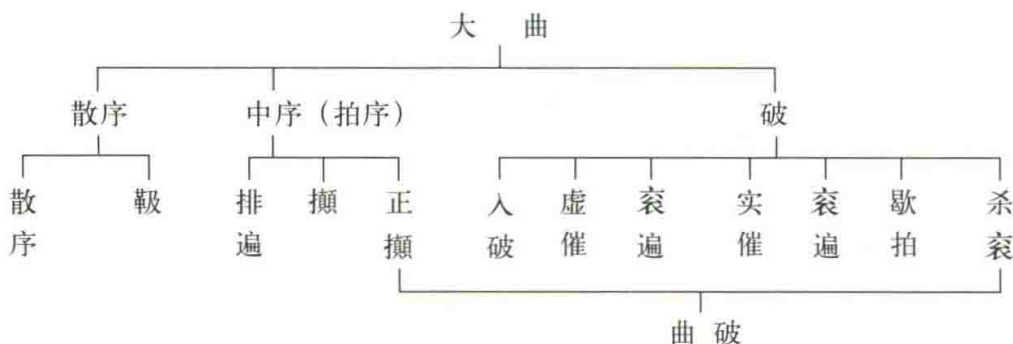 大 曲
散序 中序（拍序） 破
散序 靸 排遍 攧 正攧 入破 虚催 衮遍 实催 衮遍 歇拍 杀衮
曲破